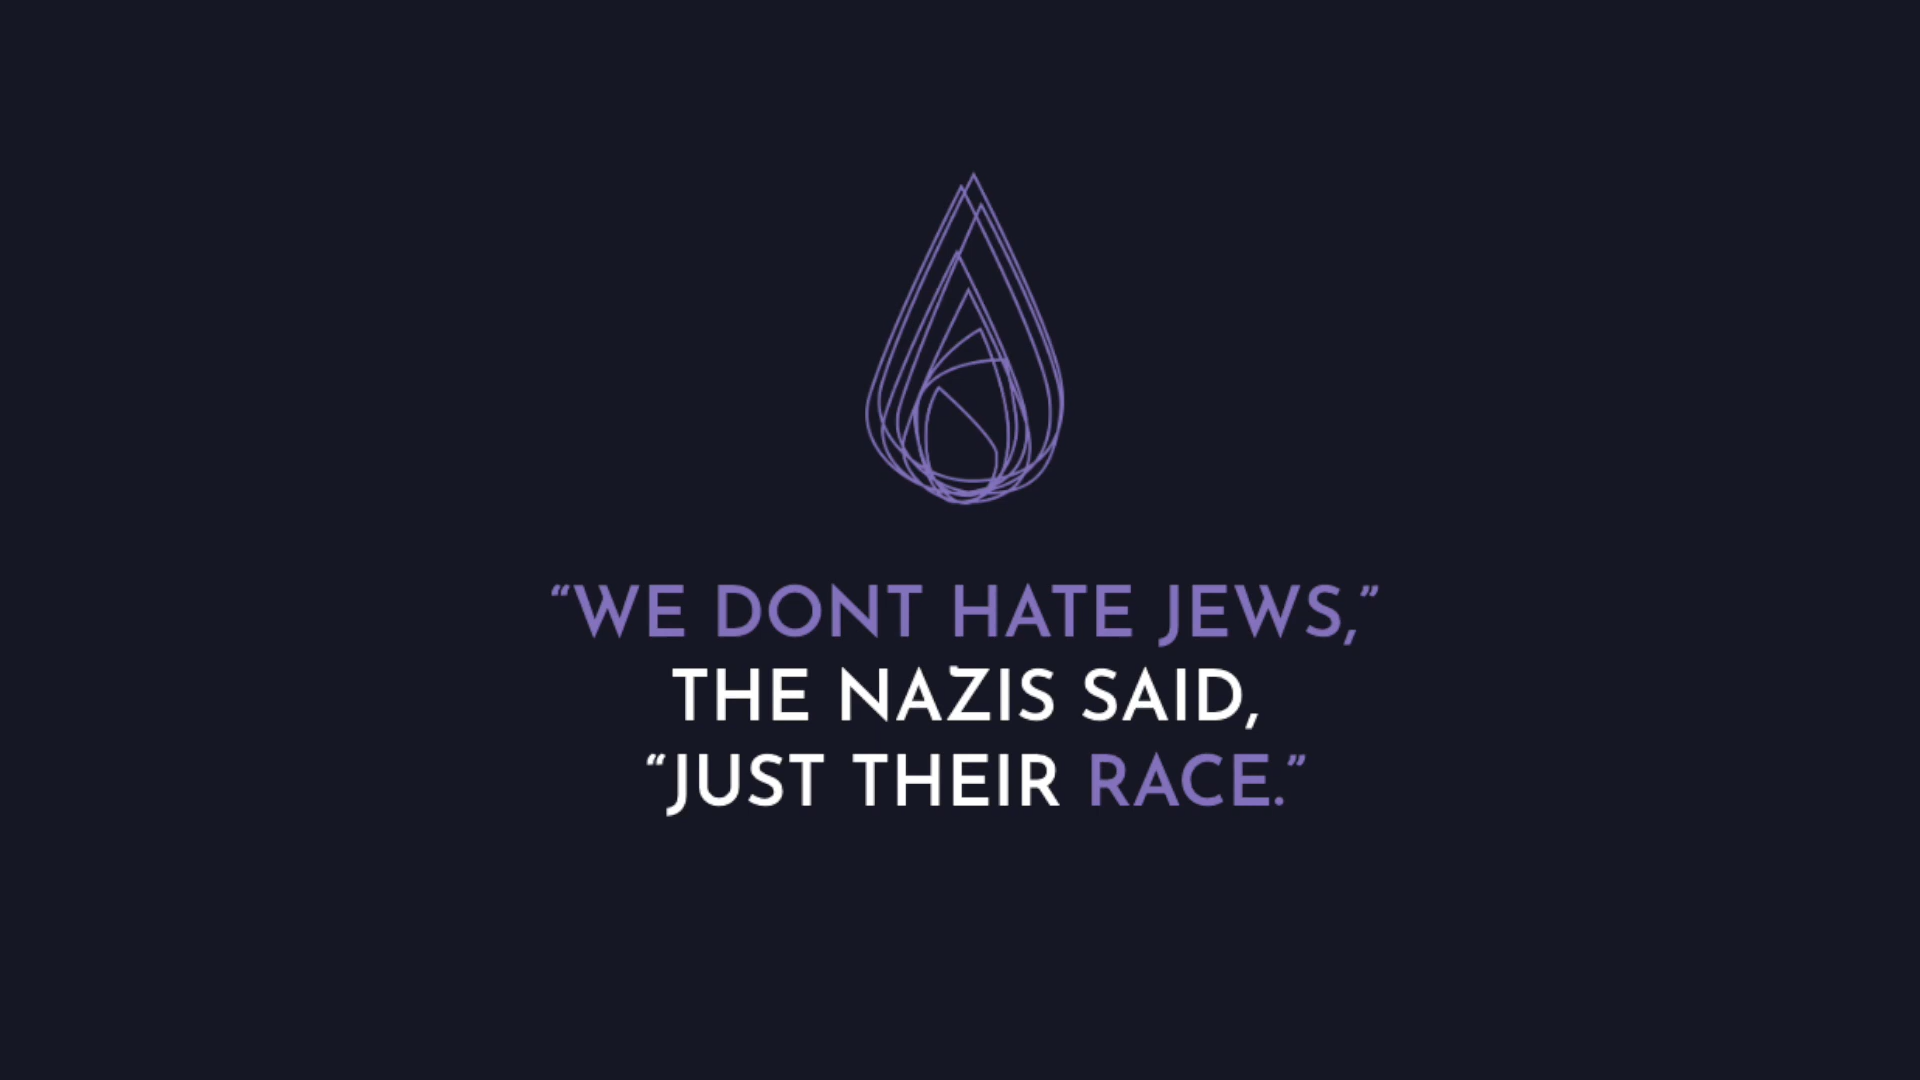 “WE DONT HATE JEWS,”
THE NAZIS SAID,
“JUST THEIR RACE.”